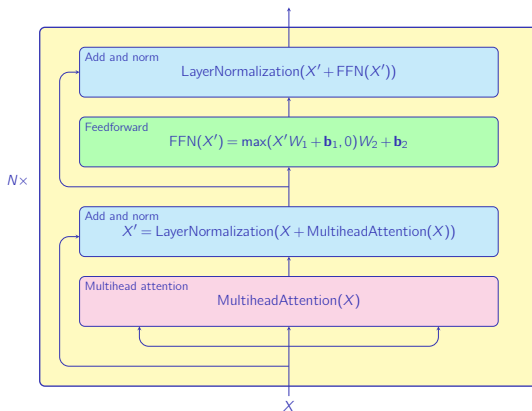 Add and norm
LayerNormalization(X′ + FFN(X′))
Feedforward
FFN(X′) = max(X′W₁ + b₁, 0)W₂ + b₂
N×
Add and norm
X′ = LayerNormalization(X + MultiheadAttention(X))
Multihead attention
MultiheadAttention(X)
X